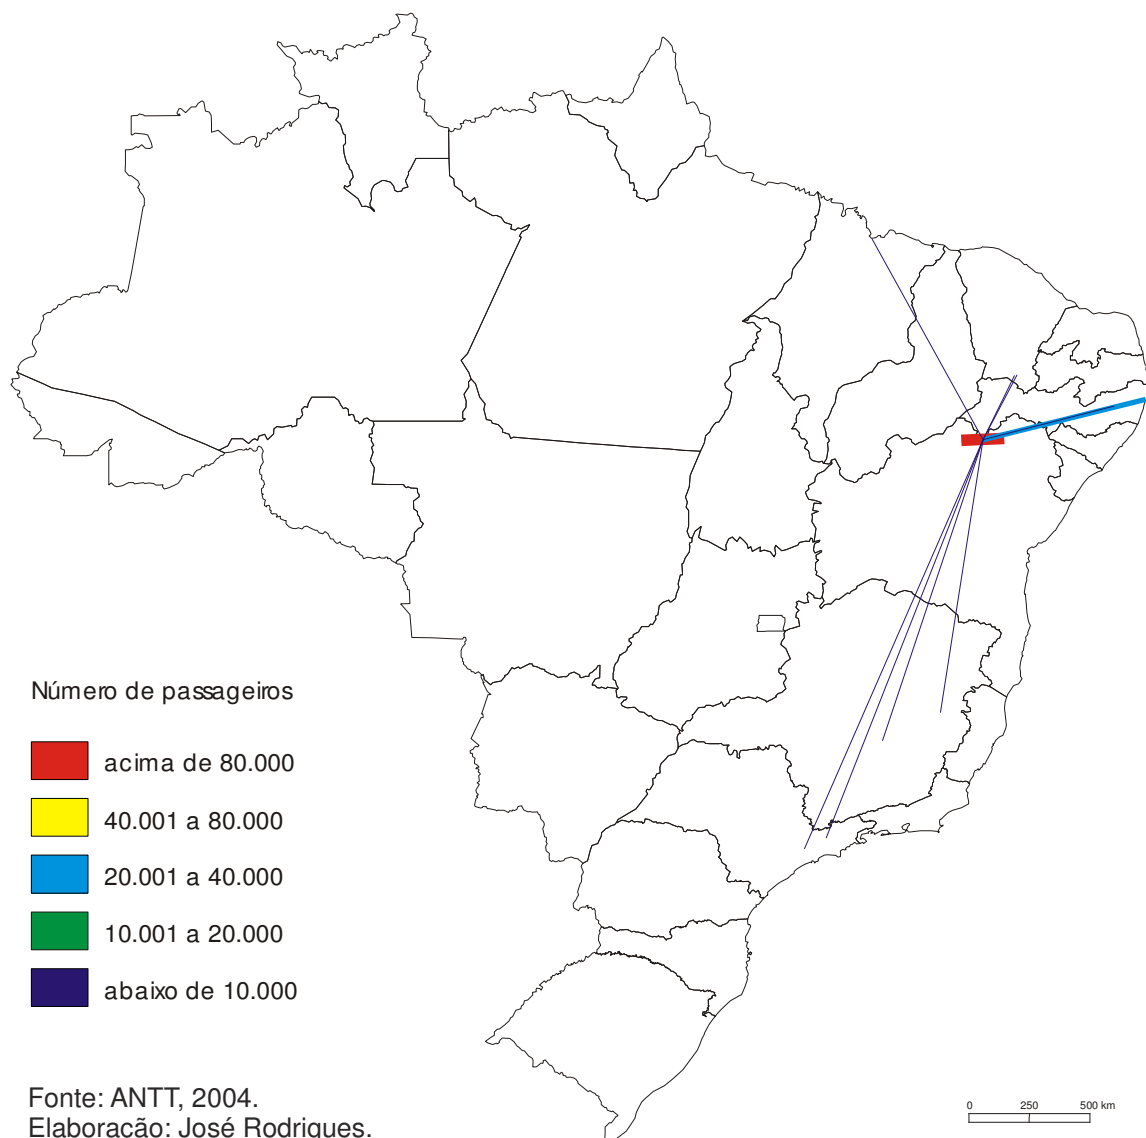 Número de passageiros
acima de 80.000
40.001 a 80.000
20.001 a 40.000
10.001 a 20.000
abaixo de 10.000
Fonte: ANTT, 2004.
Elaboração: José Rodrigues.
0 250 500 km